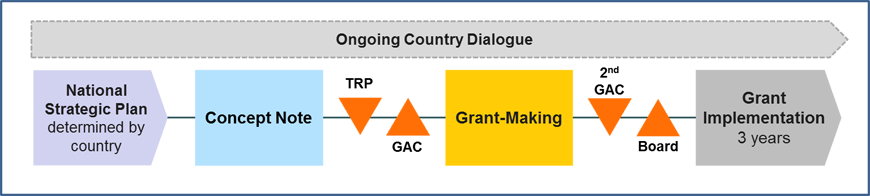 Ongoing Country Dialogue
National
Strategic Plan
determined by
country
Concept Note
TRP
GAC
Grant-Making
2nd
GAC
Board
Grant
Implementation
3 years